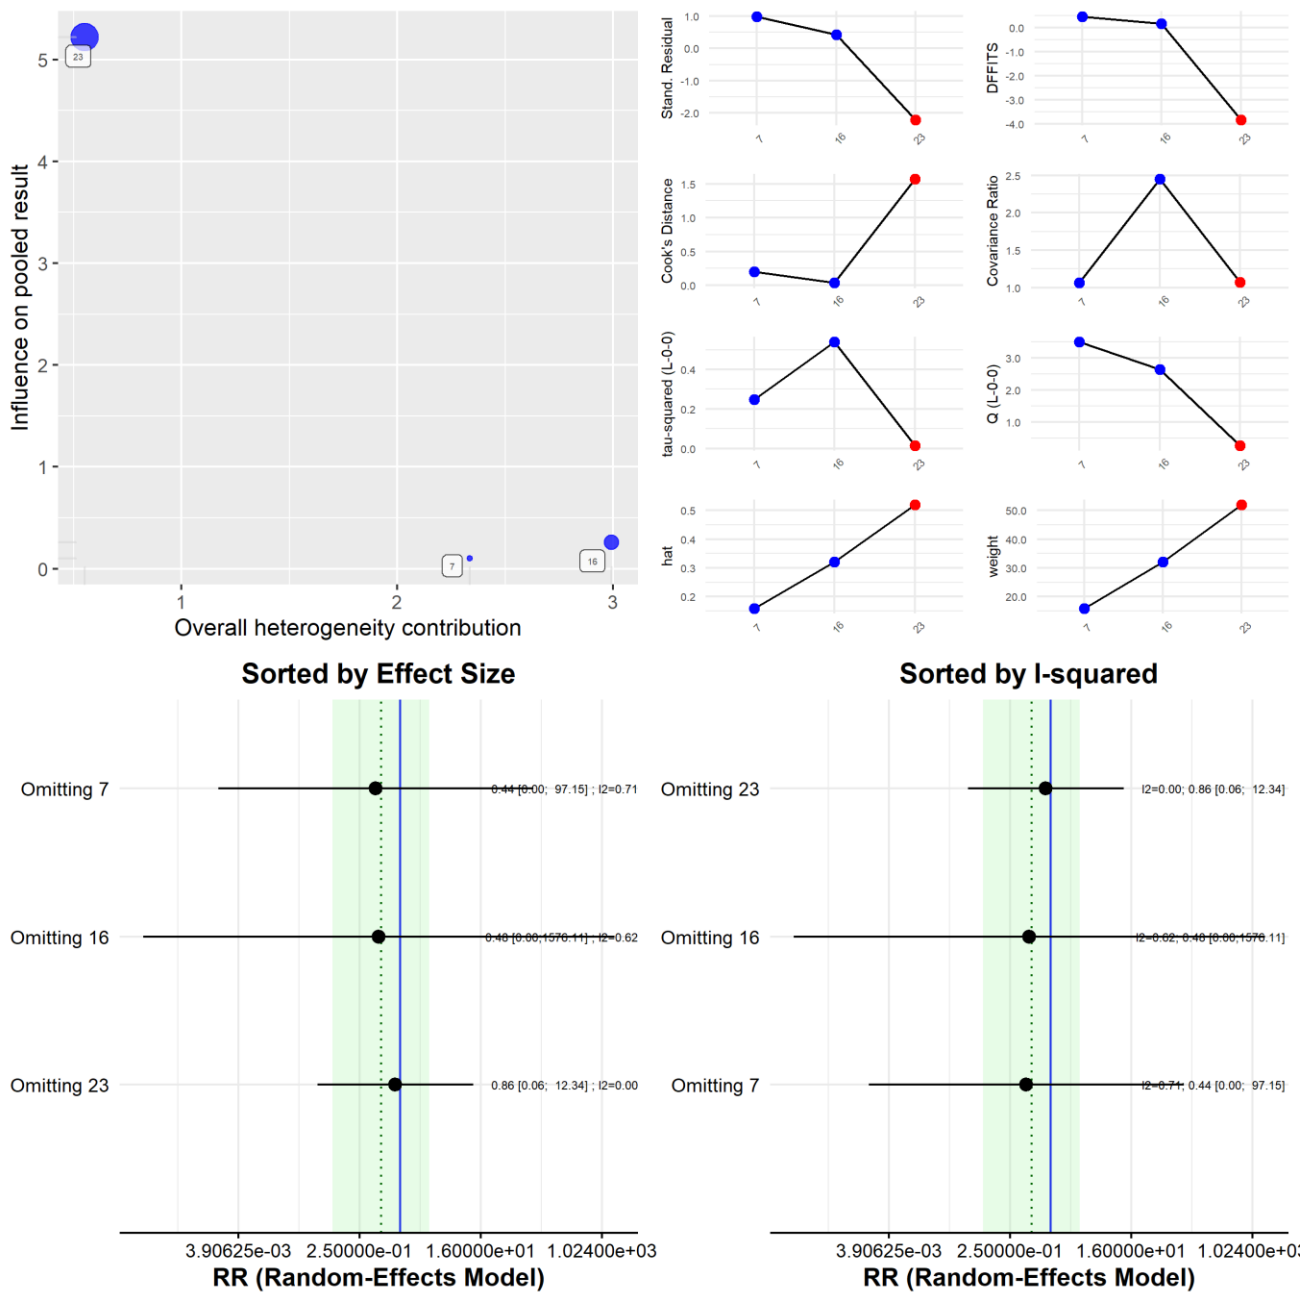 Influence on pooled result
5
4
3
2
1
0
23
7
16
1
2
3
Overall heterogeneity contribution
Stand. Residual
1.0
0.0
-1.0
-2.0
7
16
23
DFFITS
0.0
-1.0
-2.0
-3.0
-4.0
7
16
23
Cook's Distance
1.5
1.0
0.5
0.0
7
16
23
Covariance Ratio
2.5
2.0
1.5
1.0
7
16
23
tau-squared (L-0-0)
0.4
0.2
0.0
7
16
23
Q (L-0-0)
3.0
2.0
1.0
7
16
23
hat
0.5
0.4
0.3
0.2
7
16
23
weight
50.0
40.0
30.0
20.0
7
16
23
Sorted by Effect Size
Omitting 7
0.44 [0.00; 97.15] ; I2=0.71
Omitting 16
0.48 [0.00;1576.11] ; I2=0.62
Omitting 23
0.86 [0.06; 12.34] ; I2=0.00
3.90625e-03
2.50000e-01
1.60000e+01
1.02400e+03
RR (Random-Effects Model)
Sorted by I-squared
Omitting 23
I2=0.00; 0.86 [0.06; 12.34]
Omitting 16
I2=0.62; 0.48 [0.00;1576.11]
Omitting 7
I2=0.71; 0.44 [0.00; 97.15]
3.90625e-03
2.50000e-01
1.60000e+01
1.02400e+0
RR (Random-Effects Model)